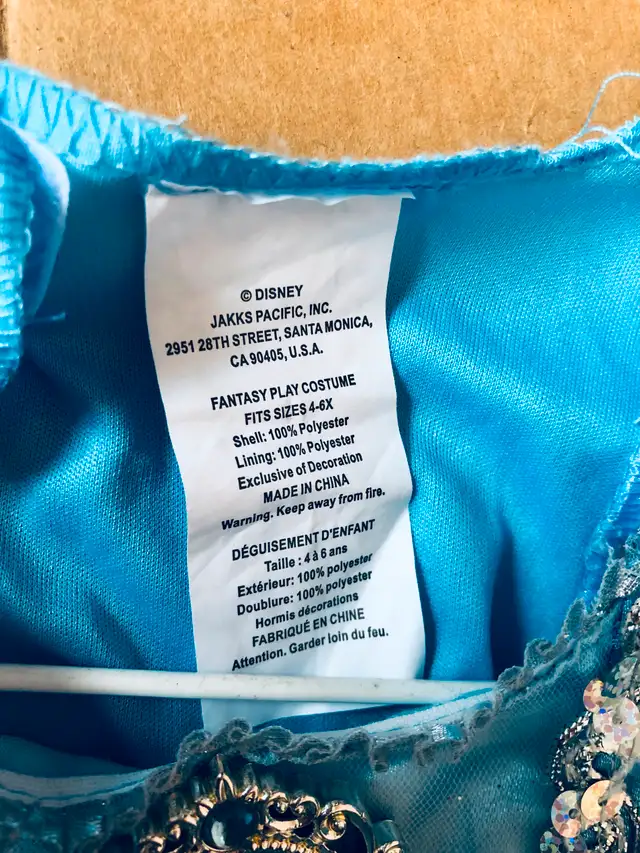 © DISNEY
JAKKS PACIFIC, INC.
2951 28TH STREET, SANTA MONICA,
CA 90405, U.S.A.
FANTASY PLAY COSTUME
FITS SIZES 4-6X
Shell: 100% Polyester
Lining: 100% Polyester
Exclusive of Decoration
MADE IN CHINA
Warning. Keep away from fire.
DÉGUISEMENT D'ENFANT
Taille : 4 à 6 ans
Extérieur: 100% polyester
Doublure: 100% polyester
Hormis décorations
FABRIQUÉ EN CHINE
Attention. Garder loin du feu.